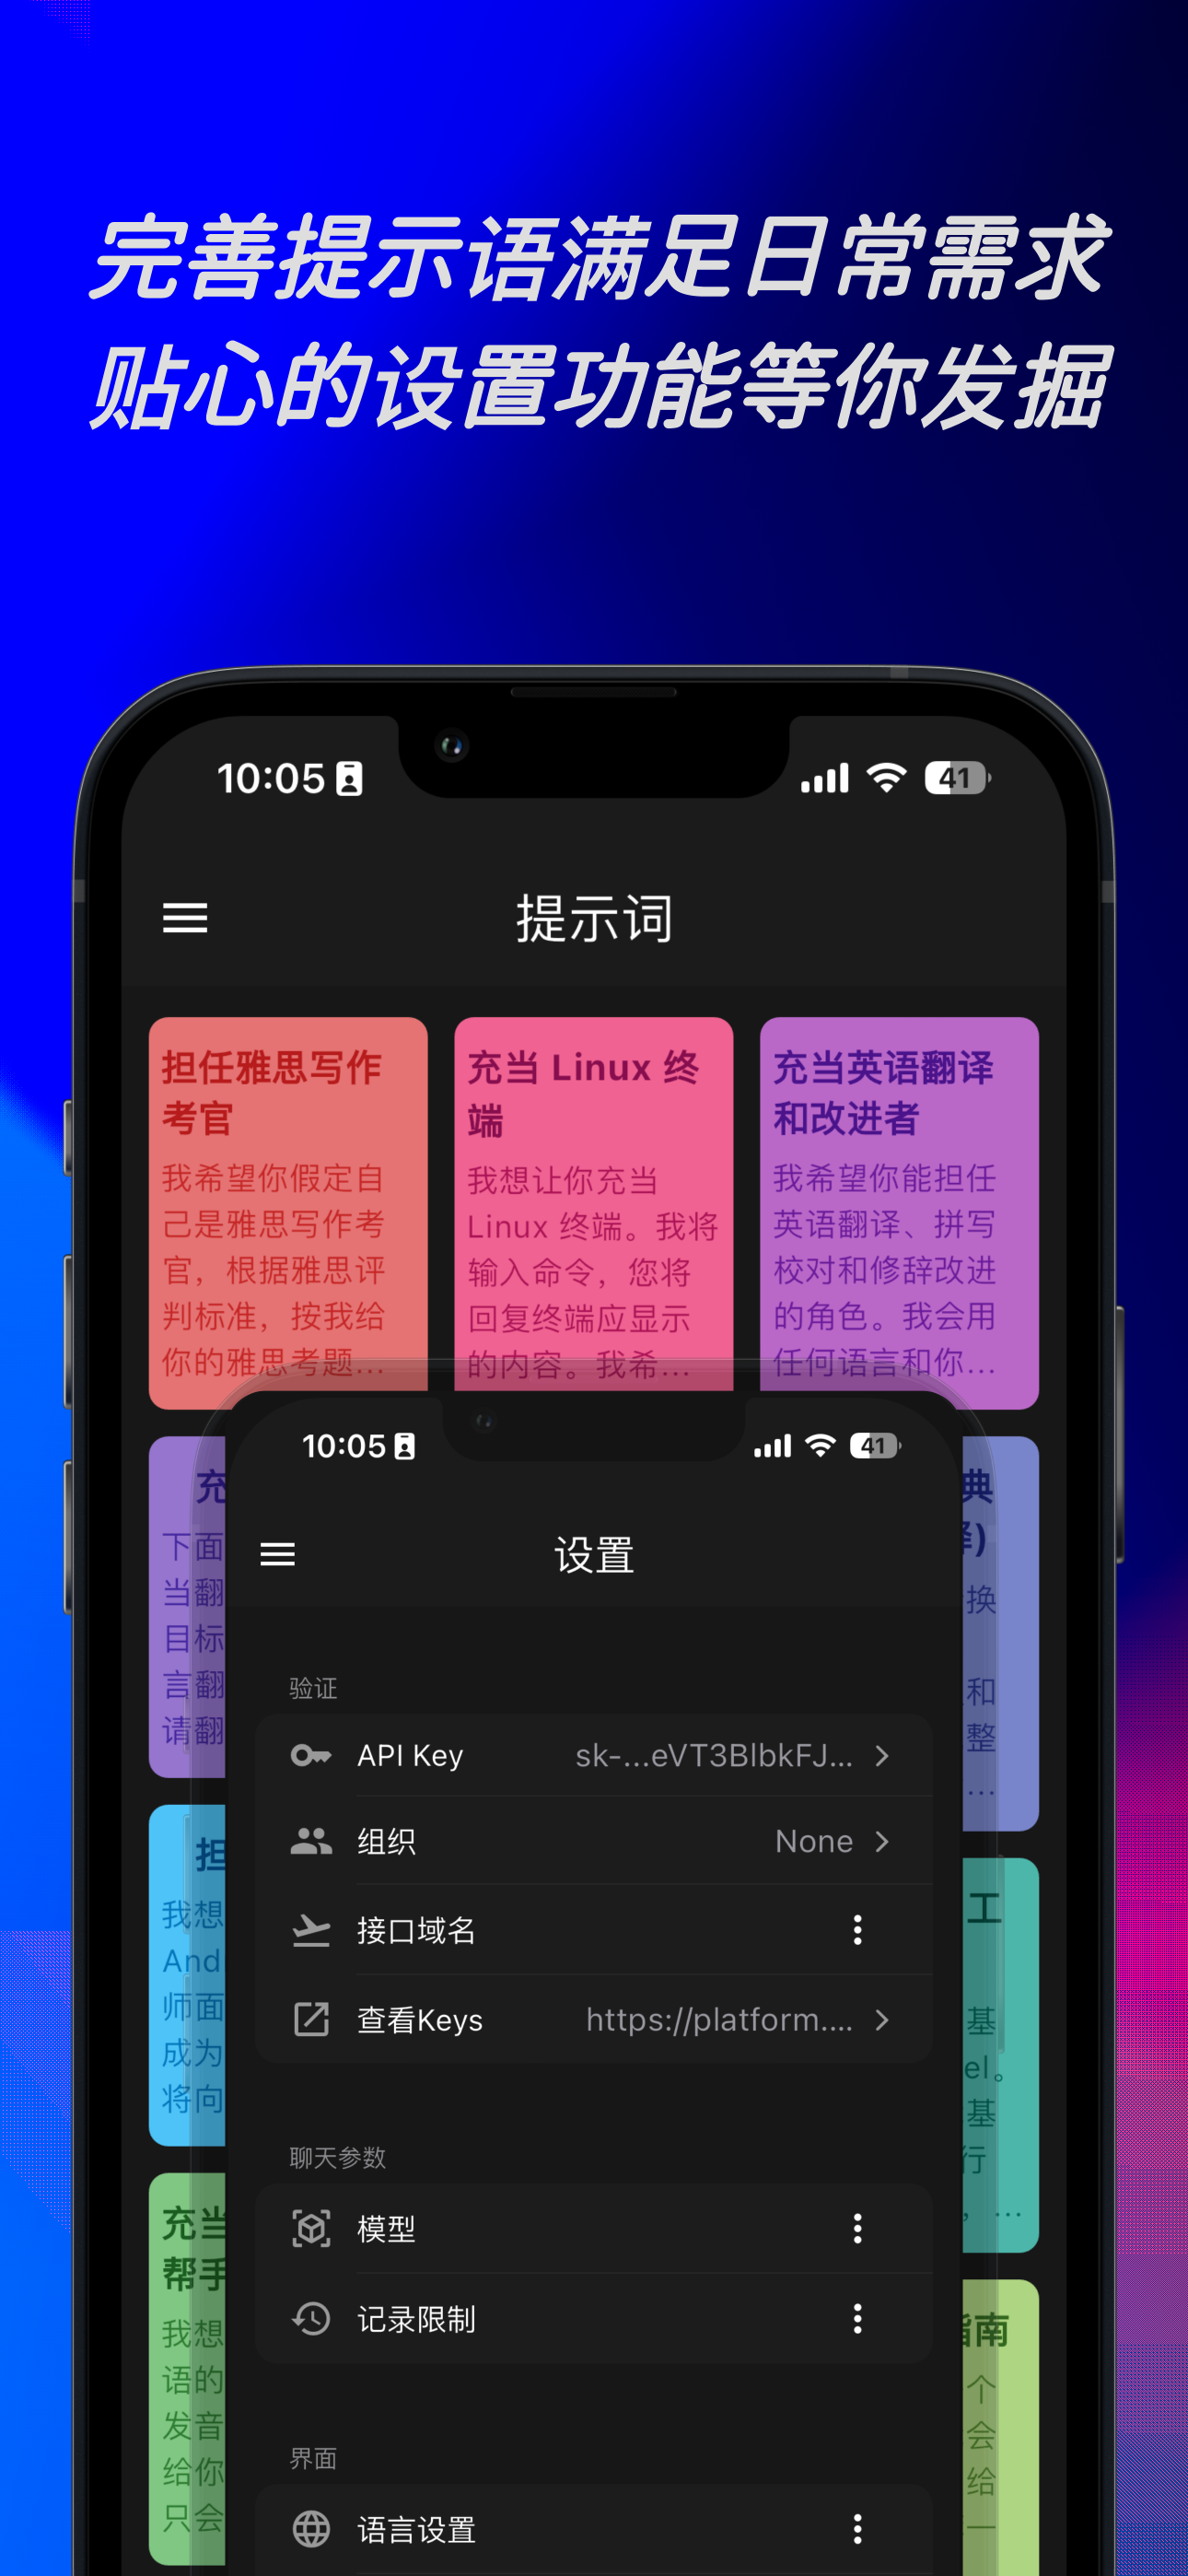 完善提示语满足日常需求
贴心的设置功能等你发掘
10:05
41
提示词
担任雅思写作
考官
我希望你假定自
己是雅思写作考
官，根据雅思评
判标准，按我给
你的雅思考题...
充当 Linux 终
端
我想让你充当
Linux 终端。我将
输入命令，您将
回复终端应显示
的内容。我希...
充当英语翻译
和改进者
我希望你能担任
英语翻译、拼写
校对和修辞改进
的角色。我会用
任何语言和你...
充
下面
当翻
目标
言翻
请翻
典
)
换
和
整
...
担
我想
And
师面
成为
将向
工
基
el。
基
行
，...
充当
帮手
我想
语的
发音
给你
只会
指南
个
会
给
一
10:05
41
设置
验证
API Key
sk-...eVT3BlbkFJ...
组织
None
接口域名
查看Keys
https://platform....
聊天参数
模型
记录限制
界面
语言设置